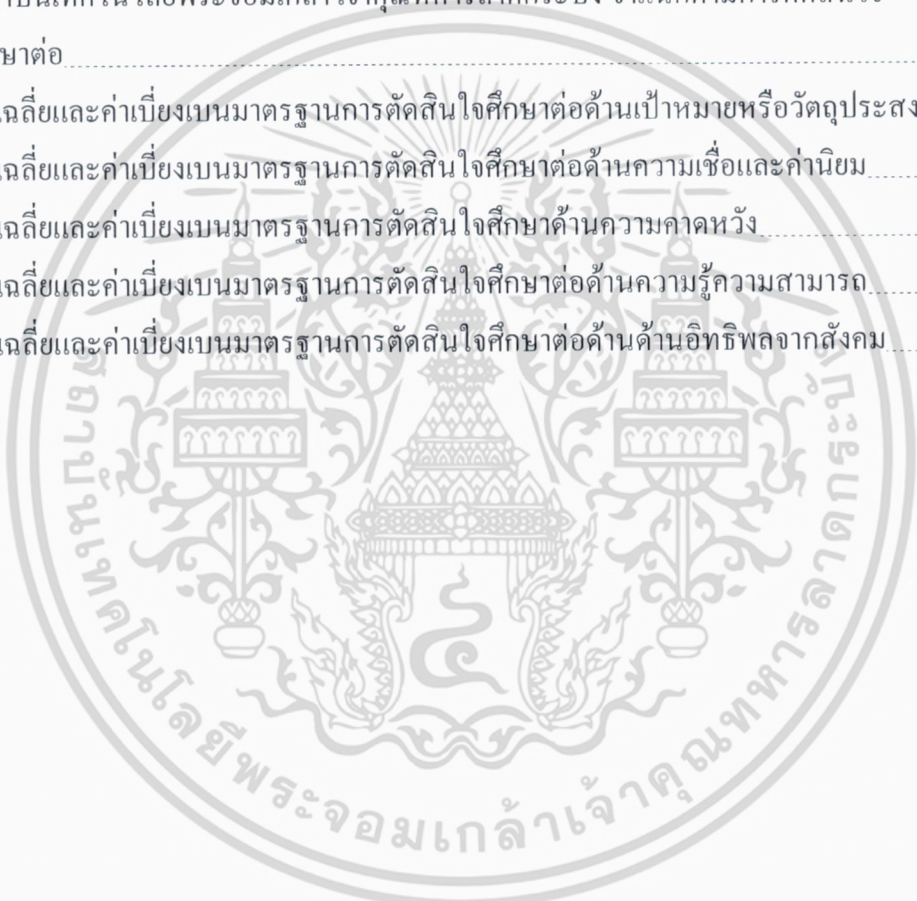 ษาต่อ
เฉลี่ยและค่าเบี่ยงเบนมาตรฐานการตัดสินใจศึกษาต่อด้านเป้าหมายหรือวัตถุประสง
เฉลี่ยและค่าเบี่ยงเบนมาตรฐานการตัดสินใจศึกษาต่อด้านความเชื่อและค่านิยม
เฉลี่ยและค่าเบี่ยงเบนมาตรฐานการตัดสินใจศึกษาด้านความคาดหวัง
เฉลี่ยและค่าเบี่ยงเบนมาตรฐานการตัดสินใจศึกษาต่อด้านความรู้ความสามารถ
เฉลี่ยและค่าเบี่ยงเบนมาตรฐานการตัดสินใจศึกษาต่อด้านด้านอิทธิพลจากสังคม
สถาบันเทคโนโลยีพระจอมเกล้าเจ้าคุณทหารลาดกระบัง